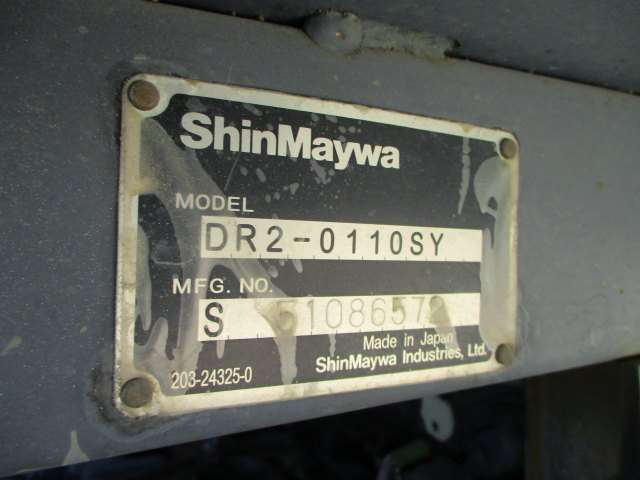 ShinMaywa
MODEL
DR2-0110SY
MFG. NO.
S
Made in Japan
ShinMaywa Industries, Ltd.
203-24325-0